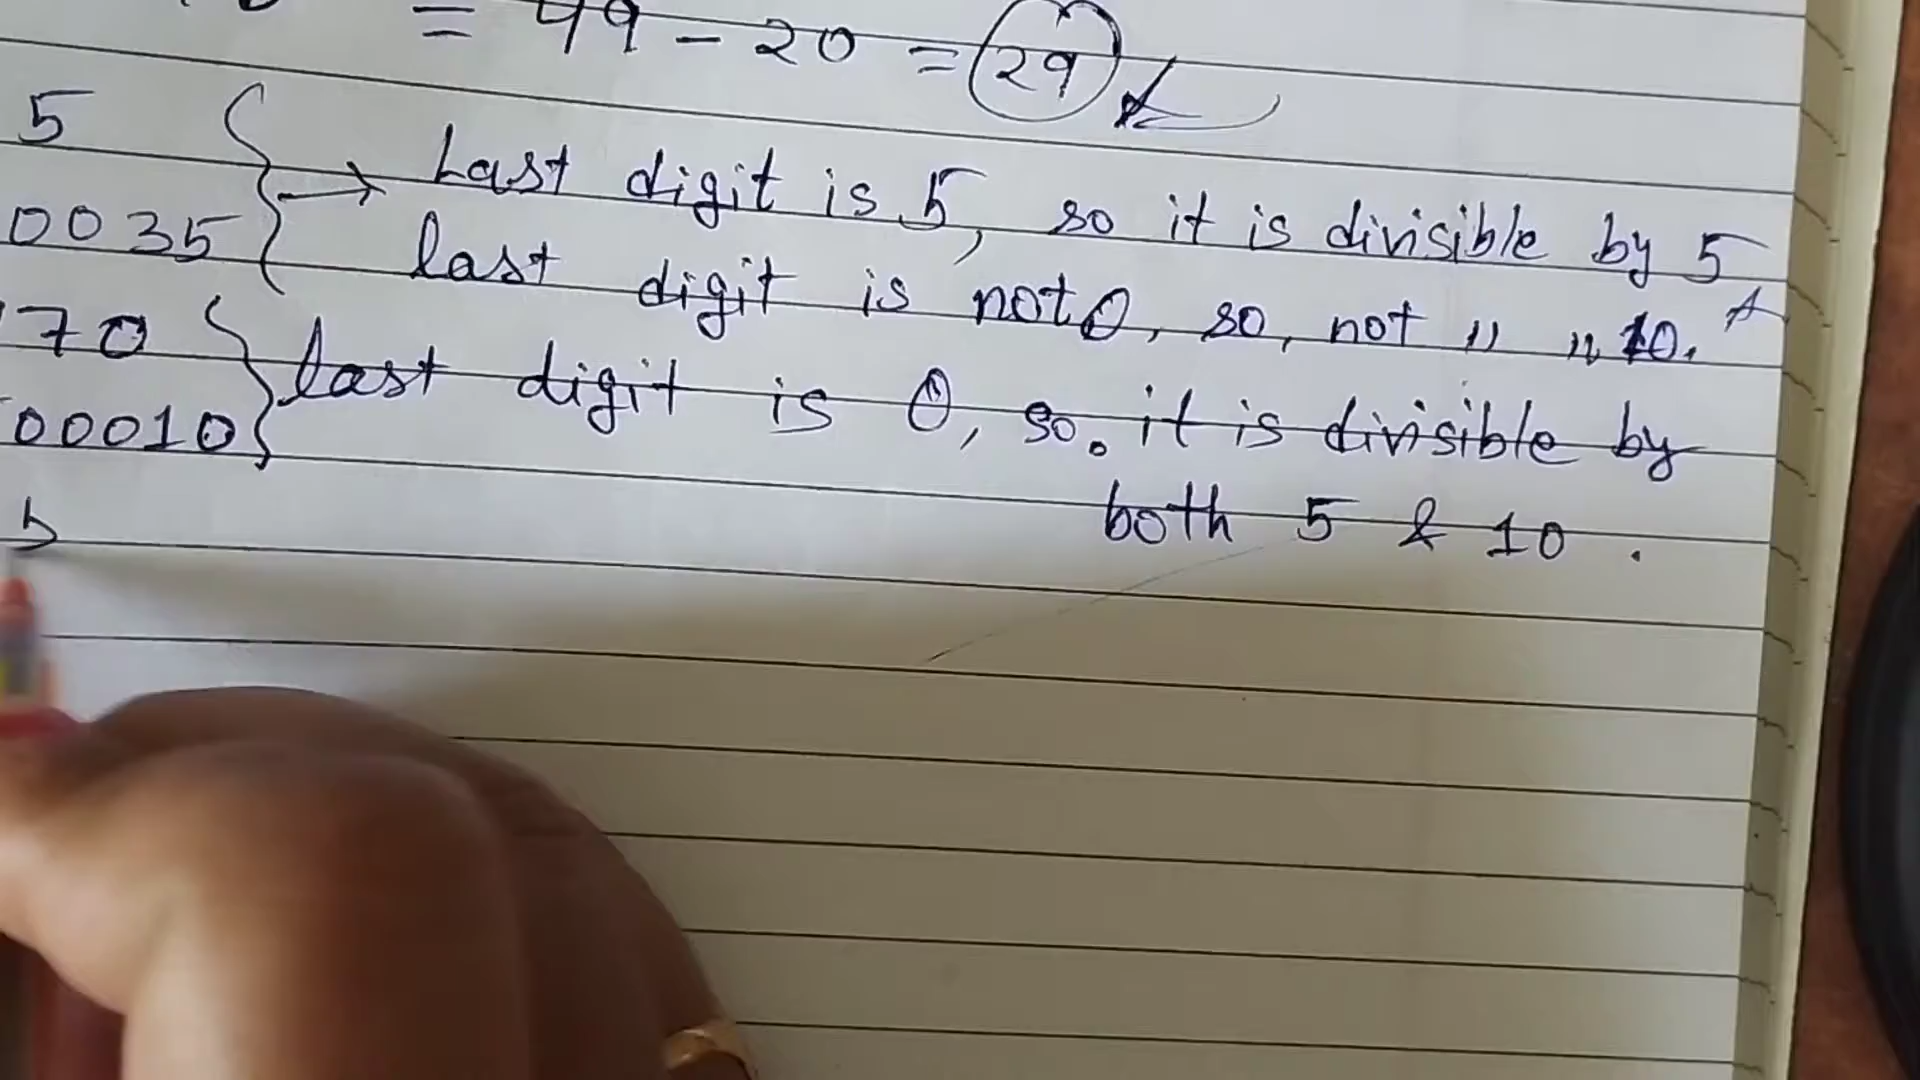 = 49 - 20 = 29
5
0035 } → Last digit is 5, so it is divisible by 5
last digit is not 0, so, not " " 10.
70
00010 } last digit is 0, so. it is divisible by
both 5 & 10.